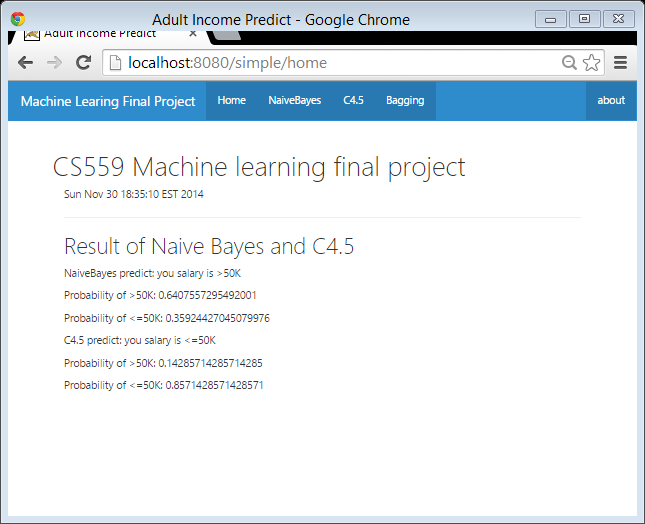 Adult Income Predict - Google Chrome
Adult Income Predict
localhost:8080/simple/home
Machine Learing Final Project Home NaiveBayes C4.5 Bagging about
CS559 Machine learning final project
Sun Nov 30 18:35:10 EST 2014
Result of Naive Bayes and C4.5
NaiveBayes predict: you salary is >50K
Probability of >50K: 0.6407557295492001
Probability of <=50K: 0.35924427045079976
C4.5 predict: you salary is <=50K
Probability of >50K: 0.14285714285714285
Probability of <=50K: 0.8571428571428571